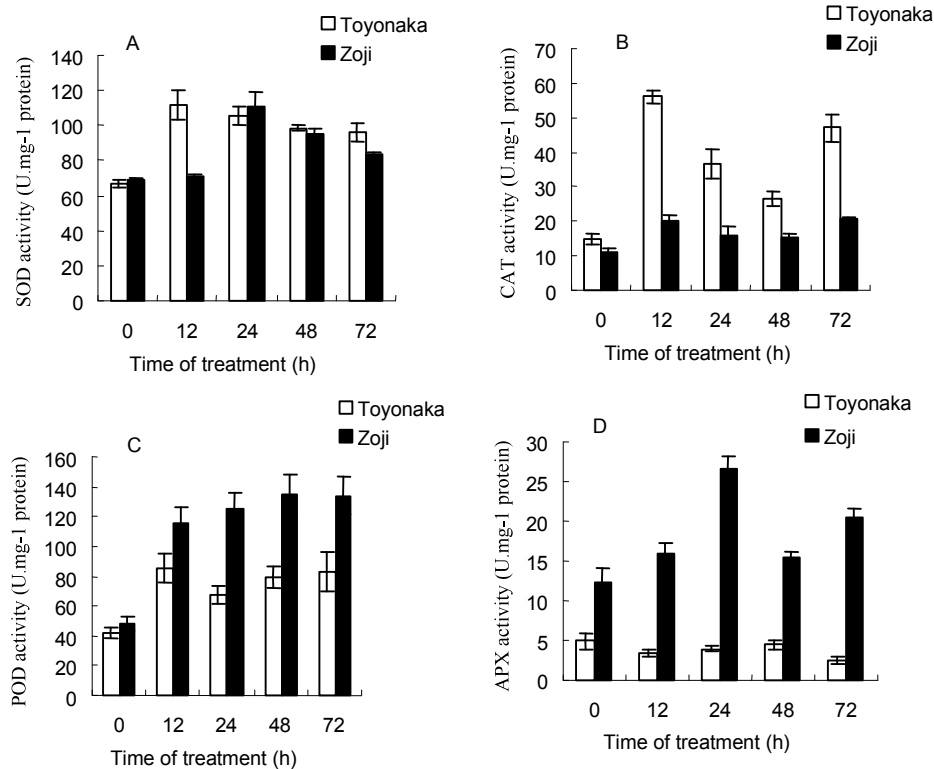 A
Toyonaka
Zoji
SOD activity (U.mg-1 protein)
140
120
100
80
60
40
20
0
0 12 24 48 72
Time of treatment (h)
B
Toyonaka
Zoji
CAT activity (U.mg-1 protein)
70
60
50
40
30
20
10
0
0 12 24 48 72
Time of treatment (h)
C
Toyonaka
Zoji
POD activity (U.mg-1 protein)
160
140
120
100
80
60
40
20
0
0 12 24 48 72
Time of treatment (h)
D
Toyonaka
Zoji
APX activity (U.mg-1 protein)
30
25
20
15
10
5
0
0 12 24 48 72
Time of treatment (h)